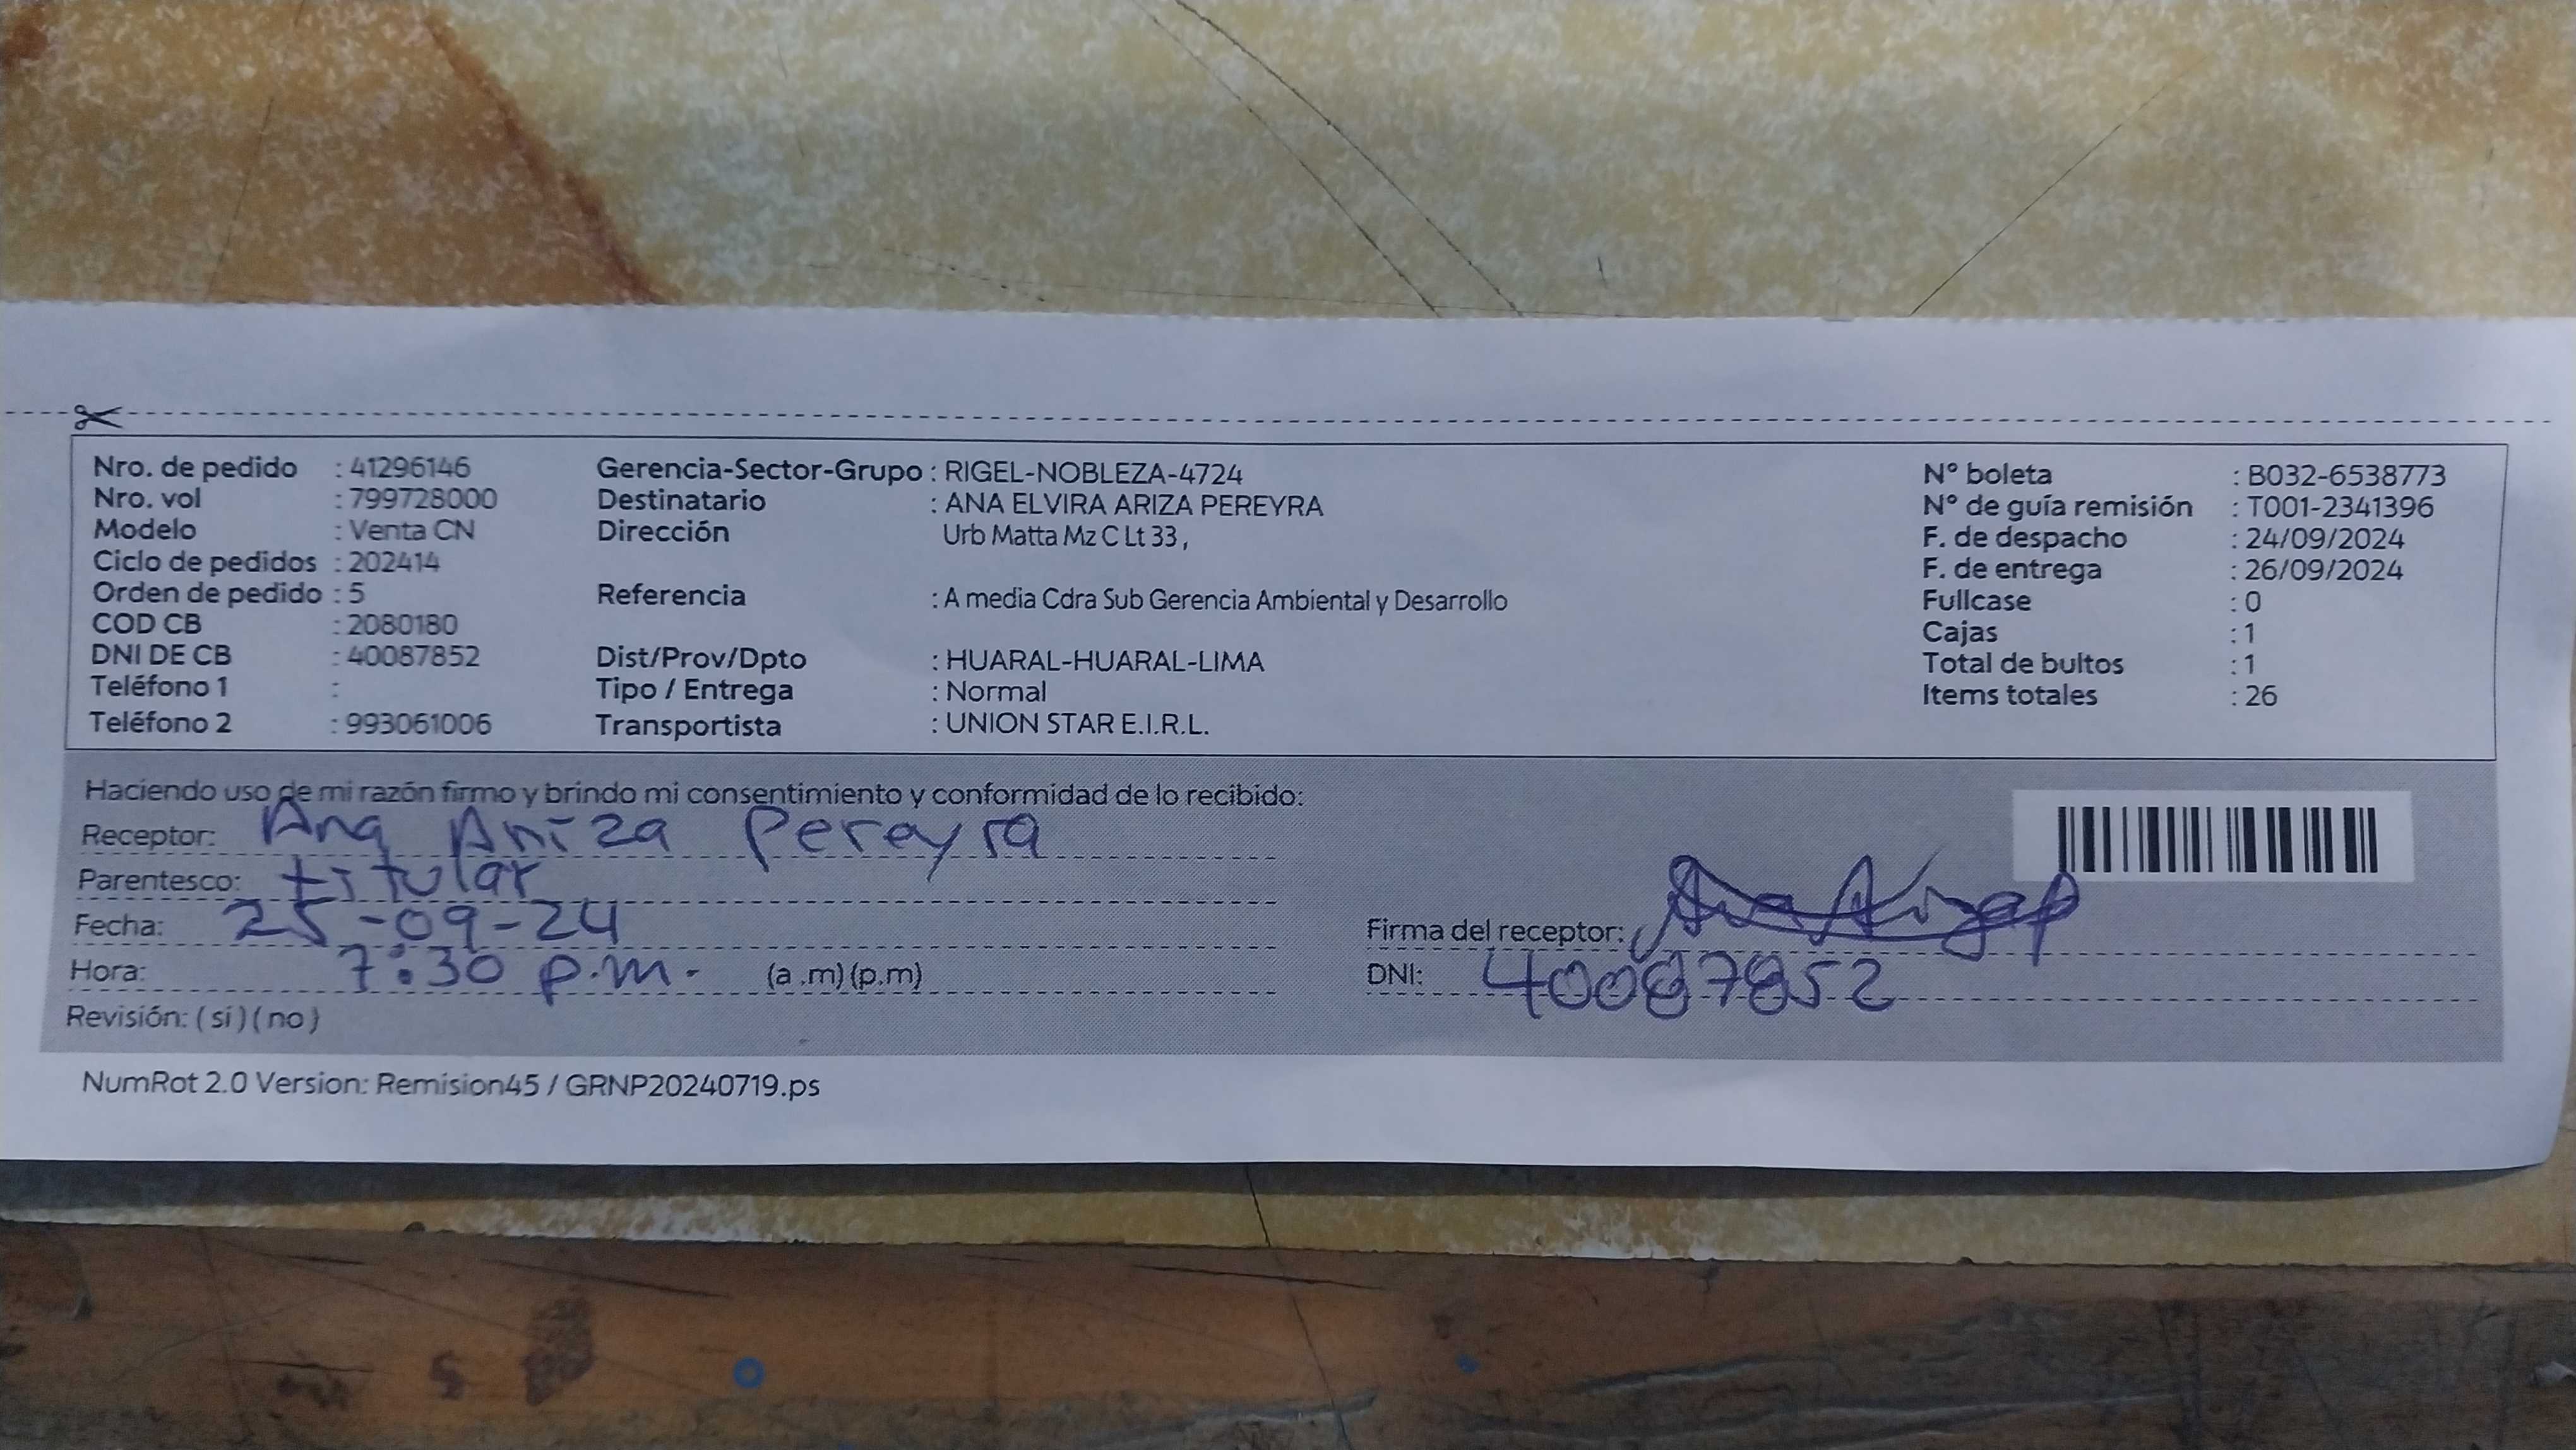 Nro. de pedido : 41296146
Nro. vol : 799728000
Modelo : Venta CN
Ciclo de pedidos : 202414
Orden de pedido : 5
COD CB : 2080180
DNI DE CB : 40087852
Teléfono 1 :
Teléfono 2 : 993061006
Gerencia-Sector-Grupo : RIGEL-NOBLEZA-4724
Destinatario : ANA ELVIRA ARIZA PEREYRA
Dirección Urb Matta Mz C Lt 33 ,
Referencia : A media Cdra Sub Gerencia Ambiental y Desarrollo
Dist/Prov/Dpto : HUARAL-HUARAL-LIMA
Tipo / Entrega : Normal
Transportista : UNION STAR E.I.R.L.
N° boleta : B032-6538773
N° de guía remisión : T001-2341396
F. de despacho : 24/09/2024
F. de entrega : 26/09/2024
Fullcase : 0
Cajas : 1
Total de bultos : 1
Items totales : 26
Haciendo uso de mi razón firmo y brindo mi consentimiento y conformidad de lo recibido:
Receptor: Ana Ariza Pereyra
Parentesco: titular
Fecha: 25-09-24
Hora: 7:30 p.m. (a .m) (p.m)
Revisión: ( si ) ( no )
Firma del receptor: Ana Ariza P
DNI: 40087852
NumRot 2.0 Version: Remision45 / GRNP20240719.ps